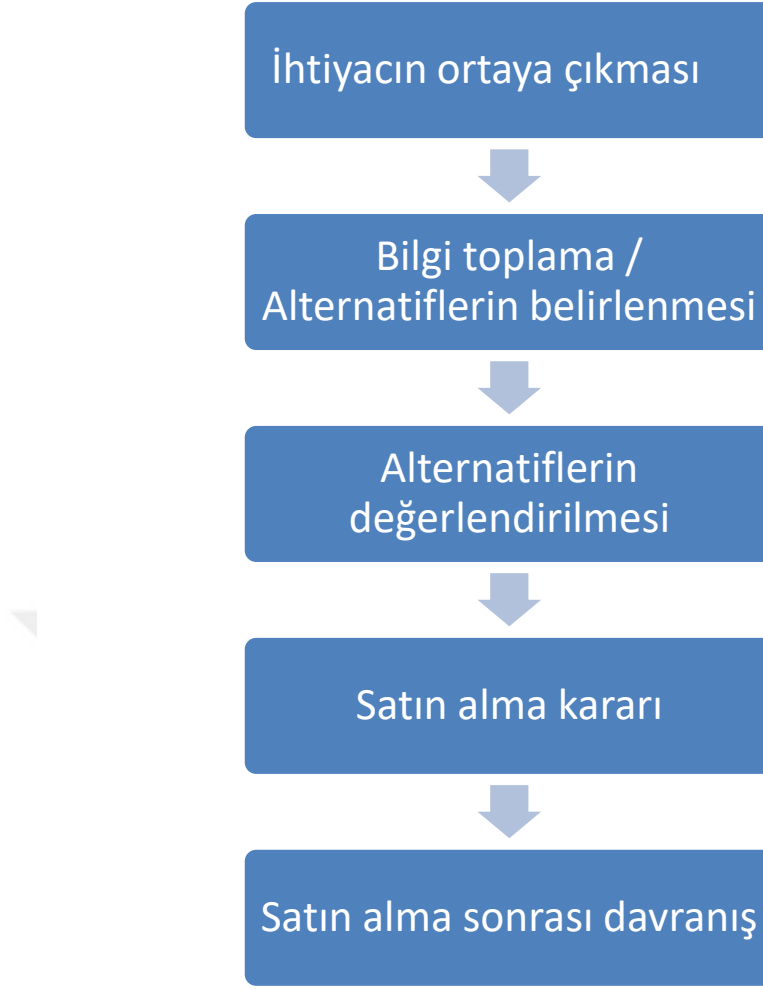 İhtiyacın ortaya çıkması
Bilgi toplama /
Alternatiflerin belirlenmesi
Alternatiflerin
değerlendirilmesi
Satın alma kararı
Satın alma sonrası davranış